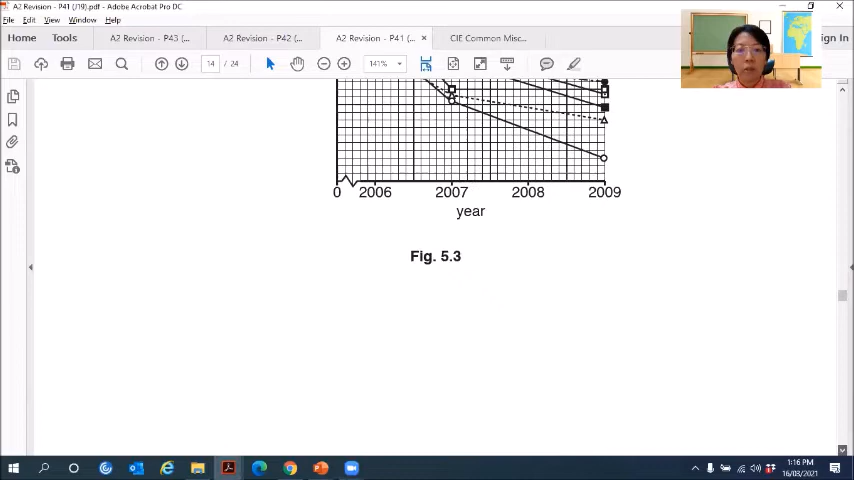 A2 Revision - P41 (J19).pdf - Adobe Acrobat Pro DC
File Edit View Window Help
Home Tools A2 Revision - P43 (... A2 Revision - P42 (... A2 Revision - P41 (... × CIE Common Misc... Sign In
14 / 24 141%
0 2006 2007 2008 2009
year
Fig. 5.3
1:16 PM
16/08/2021